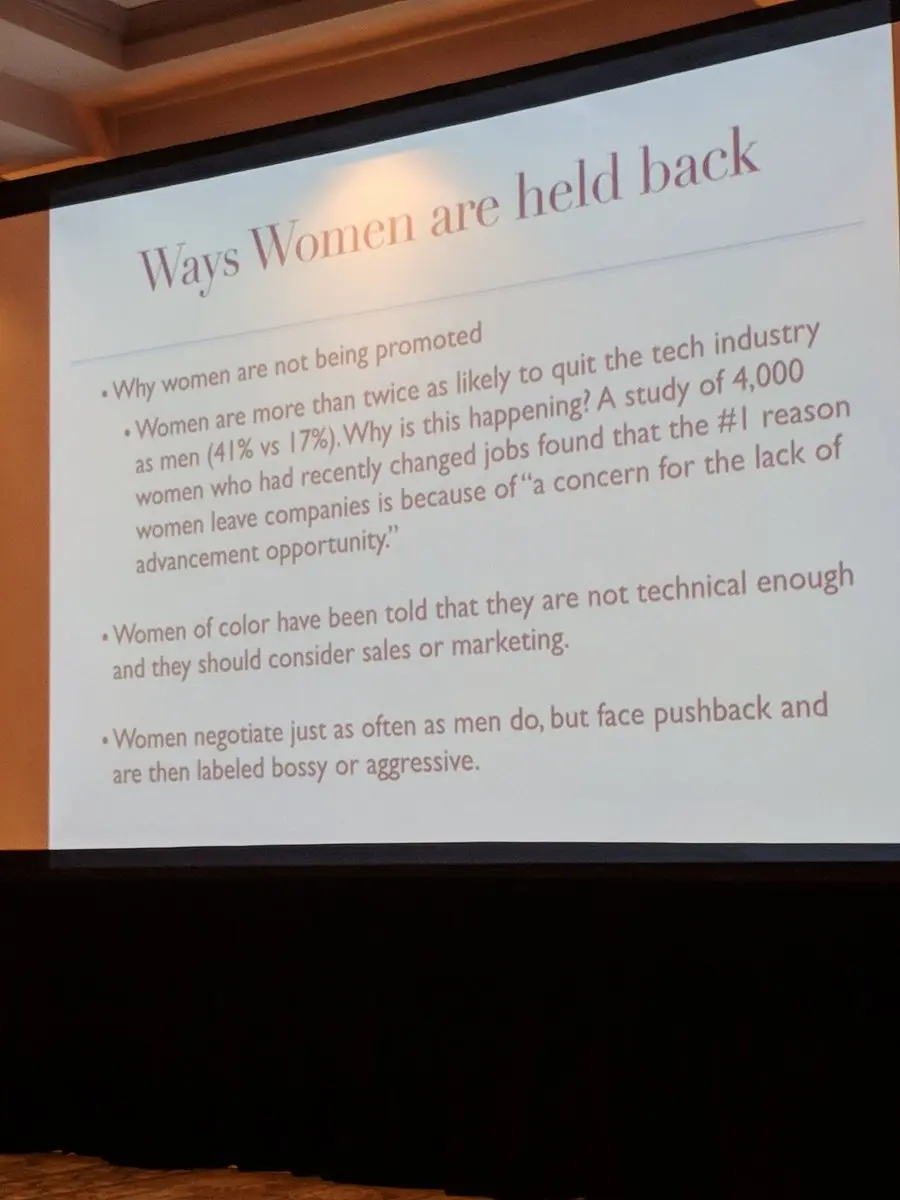 Ways Women are held back
• Why women are not being promoted
• Women are more than twice as likely to quit the tech industry
as men (41% vs 17%). Why is this happening? A study of 4,000
women who had recently changed jobs found that the #1 reason
women leave companies is because of “a concern for the lack of
advancement opportunity.”
• Women of color have been told that they are not technical enough
and they should consider sales or marketing.
• Women negotiate just as often as men do, but face pushback and
are then labeled bossy or aggressive.